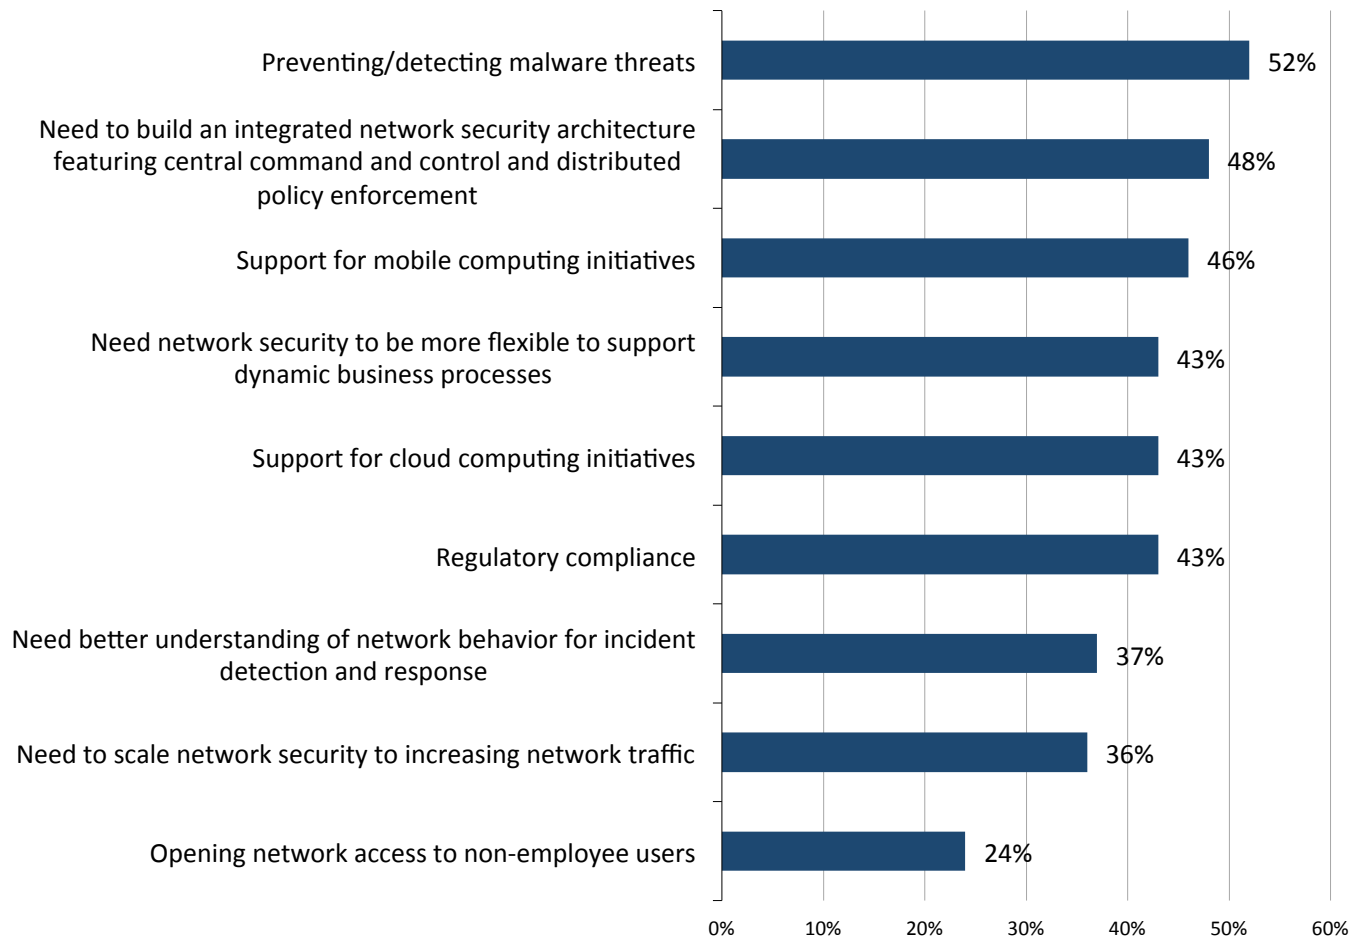 Preventing/detecting malware threats
52%
Need to build an integrated network security architecture
featuring central command and control and distributed
policy enforcement
48%
Support for mobile computing initiatives
46%
Need network security to be more flexible to support
dynamic business processes
43%
Support for cloud computing initiatives
43%
Regulatory compliance
43%
Need better understanding of network behavior for incident
detection and response
37%
Need to scale network security to increasing network traffic
36%
Opening network access to non-employee users
24%
0% 10% 20% 30% 40% 50% 60%